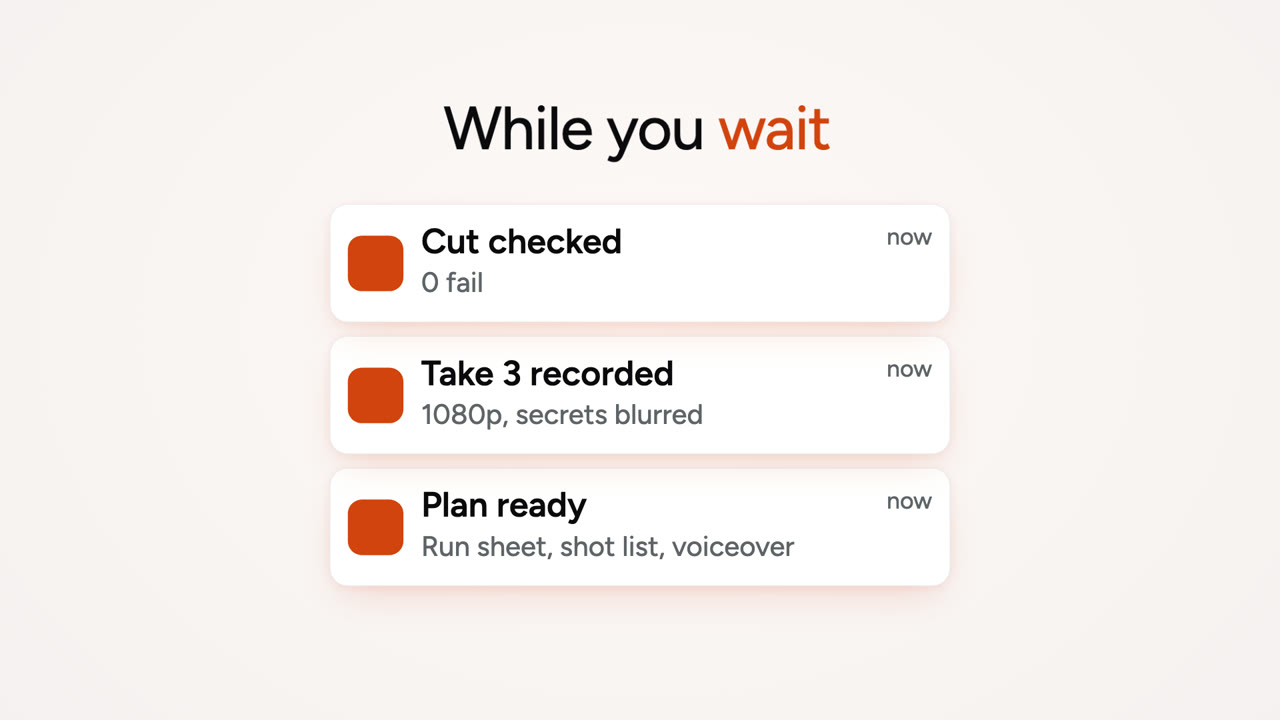 While you wait
Cut checked
now
0 fail
Take 3 recorded
now
1080p, secrets blurred
Plan ready
now
Run sheet, shot list, voiceover